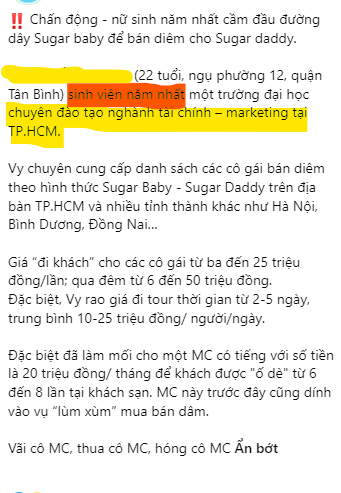 ‼️ Chấn động - nữ sinh năm nhất cầm đầu đường
dây Sugar baby để bán diêm cho Sugar daddy.
(22 tuổi, ngụ phường 12, quận
Tân Bình) sinh viên năm nhất một trường đại học
chuyên đào tạo nghành tài chính – marketing tại
TP.HCM.
Vy chuyên cung cấp danh sách các cô gái bán diêm
theo hình thức Sugar Baby - Sugar Daddy trên địa
bàn TP.HCM và nhiều tỉnh thành khác như Hà Nội,
Bình Dương, Đồng Nai...
Giá “đi khách” cho các cô gái từ ba đến 25 triệu
đồng/lần; qua đêm từ 6 đến 50 triệu đồng.
Đặc biệt, Vy rao giá đi tour thời gian từ 2-5 ngày,
trung bình 10-25 triệu đồng/ người/ngày.
Đặc biệt đã làm mối cho một MC có tiếng với số tiền
là 20 triệu đồng/ tháng để khách được "ố dè" từ 6
đến 8 lần tại khách sạn. MC này trước đây cũng dính
vào vụ “lùm xùm” mua bán dâm.
Vãi cô MC, thua cô MC, hóng cô MC Ẩn bớt